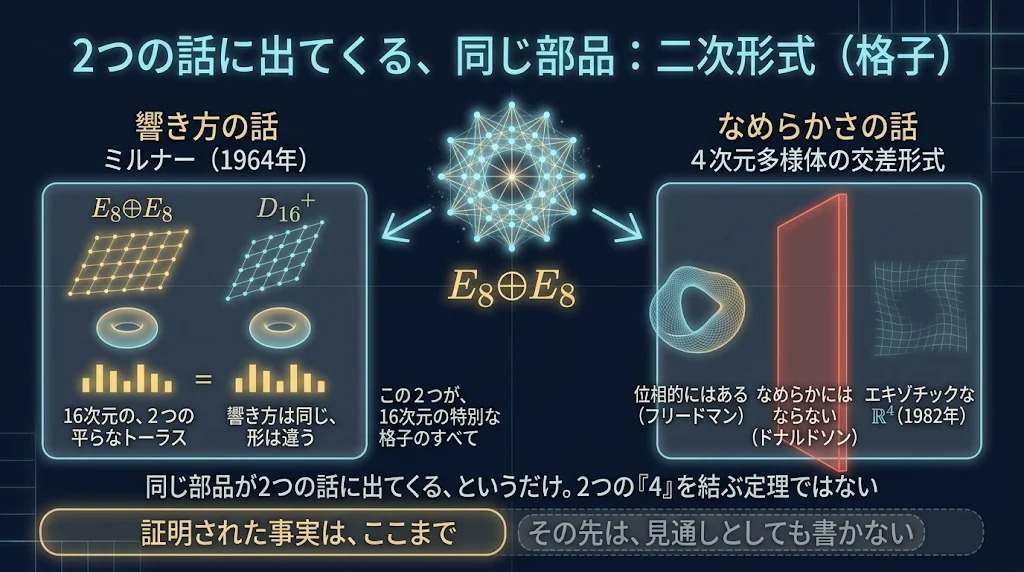 2つの話に出てくる、同じ部品：二次形式（格子）
響き方の話
ミルナー（1964年）
E₈⊕E₈
D₁₆⁺
=
16次元の、2つの
平らなトーラス
響き方は同じ、
形は違う
E₈⊕E₈
この2つが、
16次元の特別な
格子のすべて
なめらかさの話
4次元多様体の交差形式
位相的にはある
（フリードマン）
なめらかには
ならない
（ドナルドソン）
エキゾチックな
ℝ⁴（1982年）
同じ部品が2つの話に出てくる、というだけ。2つの『4』を結ぶ定理ではない
証明された事実は、ここまで
その先は、見通しとしても書かない